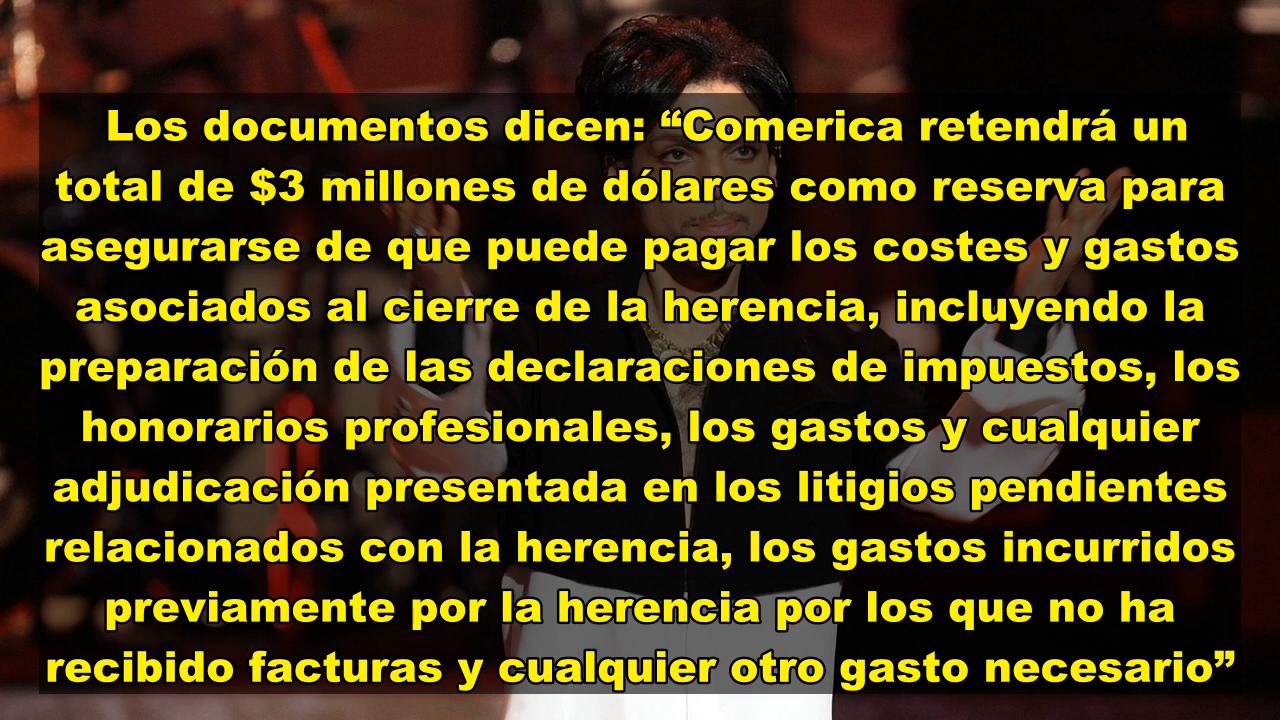 Los documentos dicen: “Comerica retendrá un
total de $3 millones de dólares como reserva para
asegurarse de que puede pagar los costes y gastos
asociados al cierre de la herencia, incluyendo la
preparación de las declaraciones de impuestos, los
honorarios profesionales, los gastos y cualquier
adjudicación presentada en los litigios pendientes
relacionados con la herencia, los gastos incurridos
previamente por la herencia por los que no ha
recibido facturas y cualquier otro gasto necesario”